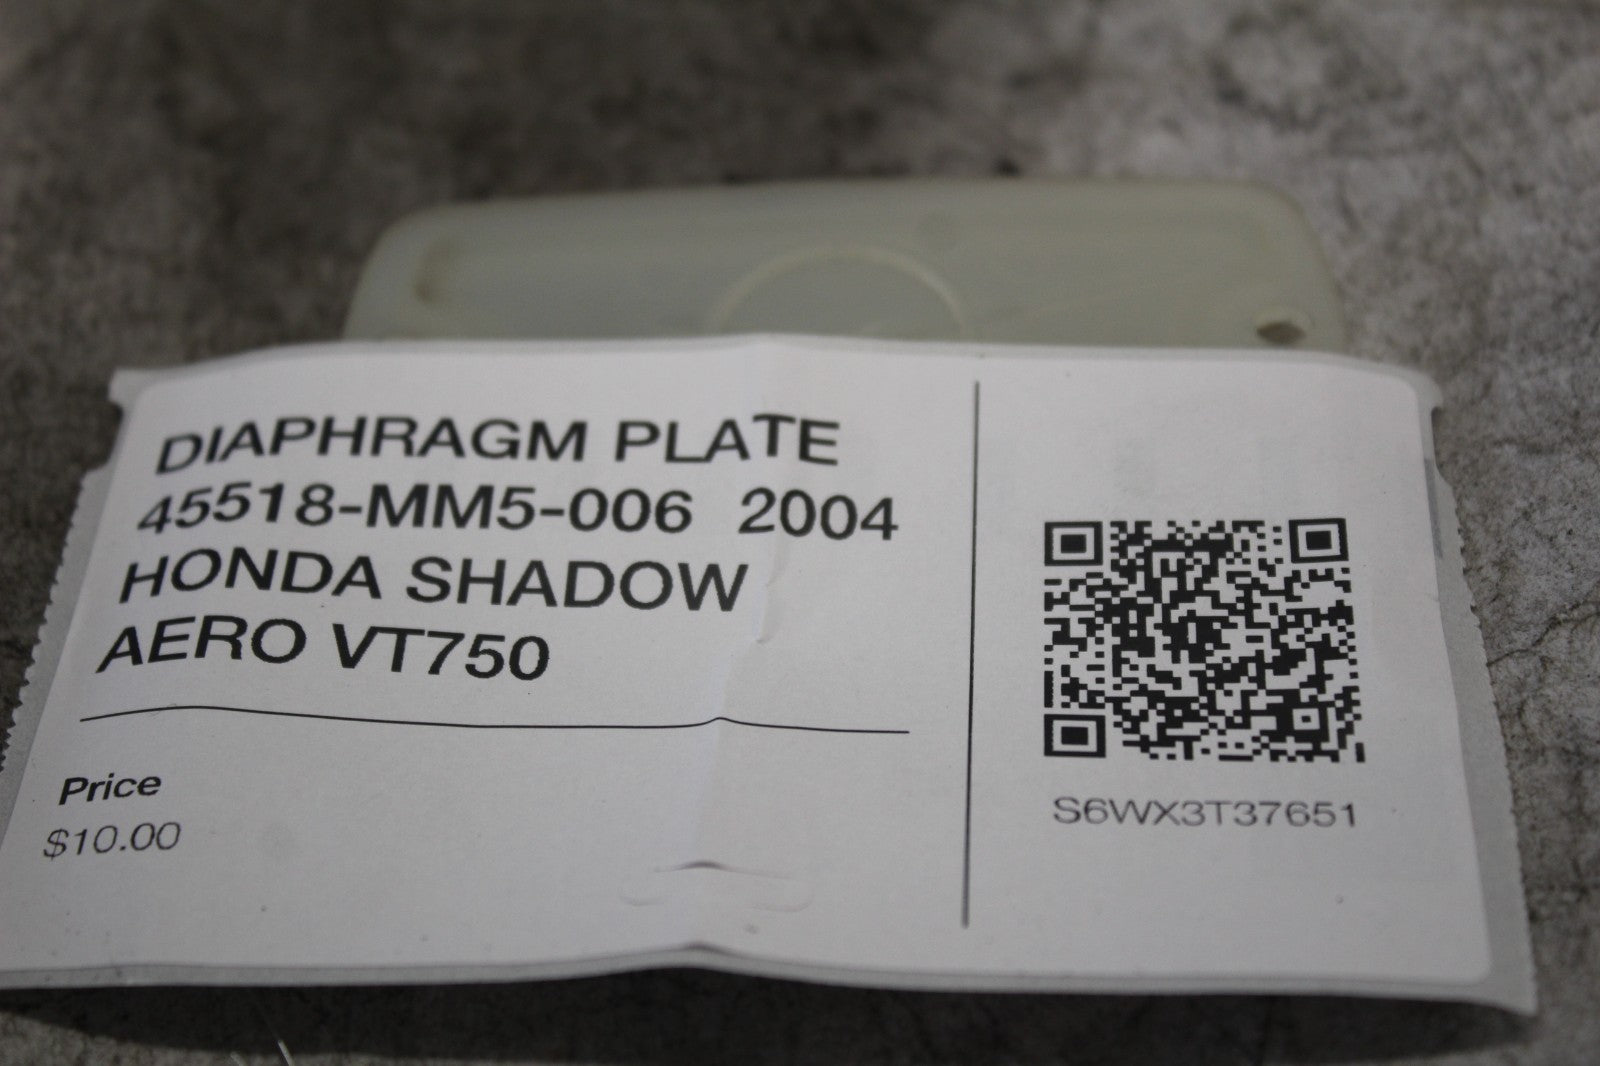 DIAPHRAGM PLATE
45518-MM5-006 2004
HONDA SHADOW
AERO VT750
Price
$10.00
S6WX3T37651